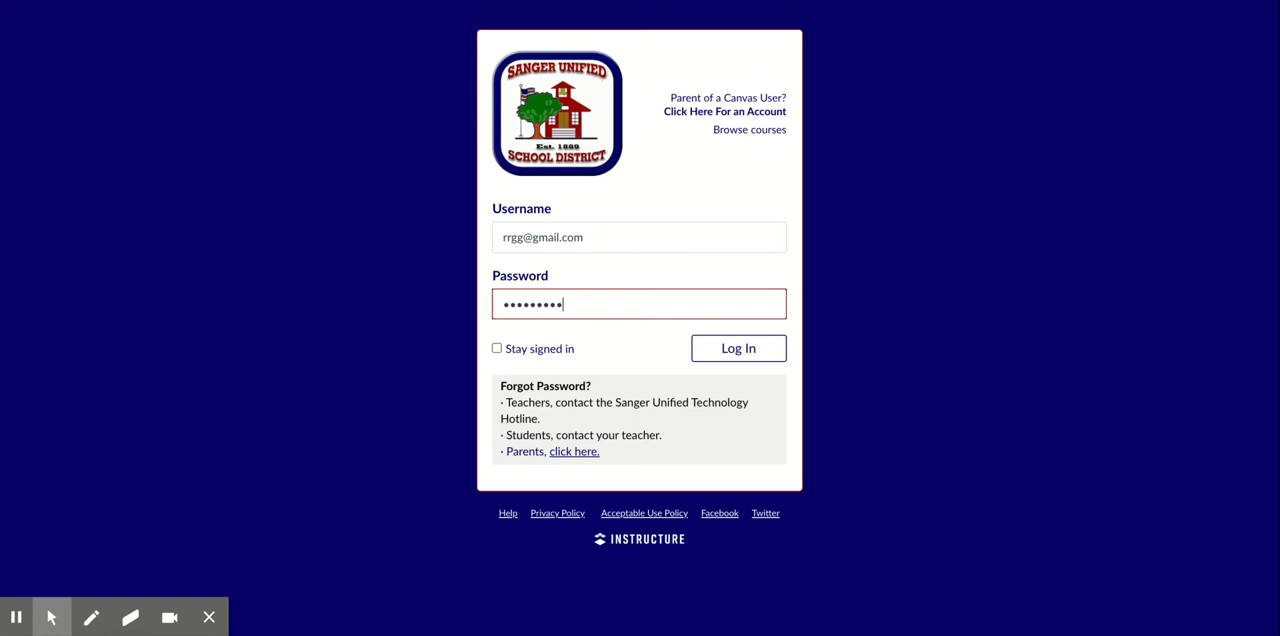 SANGER UNIFIED
Est. 1889
SCHOOL DISTRICT
Parent of a Canvas User?
Click Here For an Account
Browse courses
Username
rrgg@gmail.com
Password
•••••••••
Stay signed in
Log In
Forgot Password?
· Teachers, contact the Sanger Unified Technology
Hotline.
· Students, contact your teacher.
· Parents, click here.
Help Privacy Policy Acceptable Use Policy Facebook Twitter
INSTRUCTURE